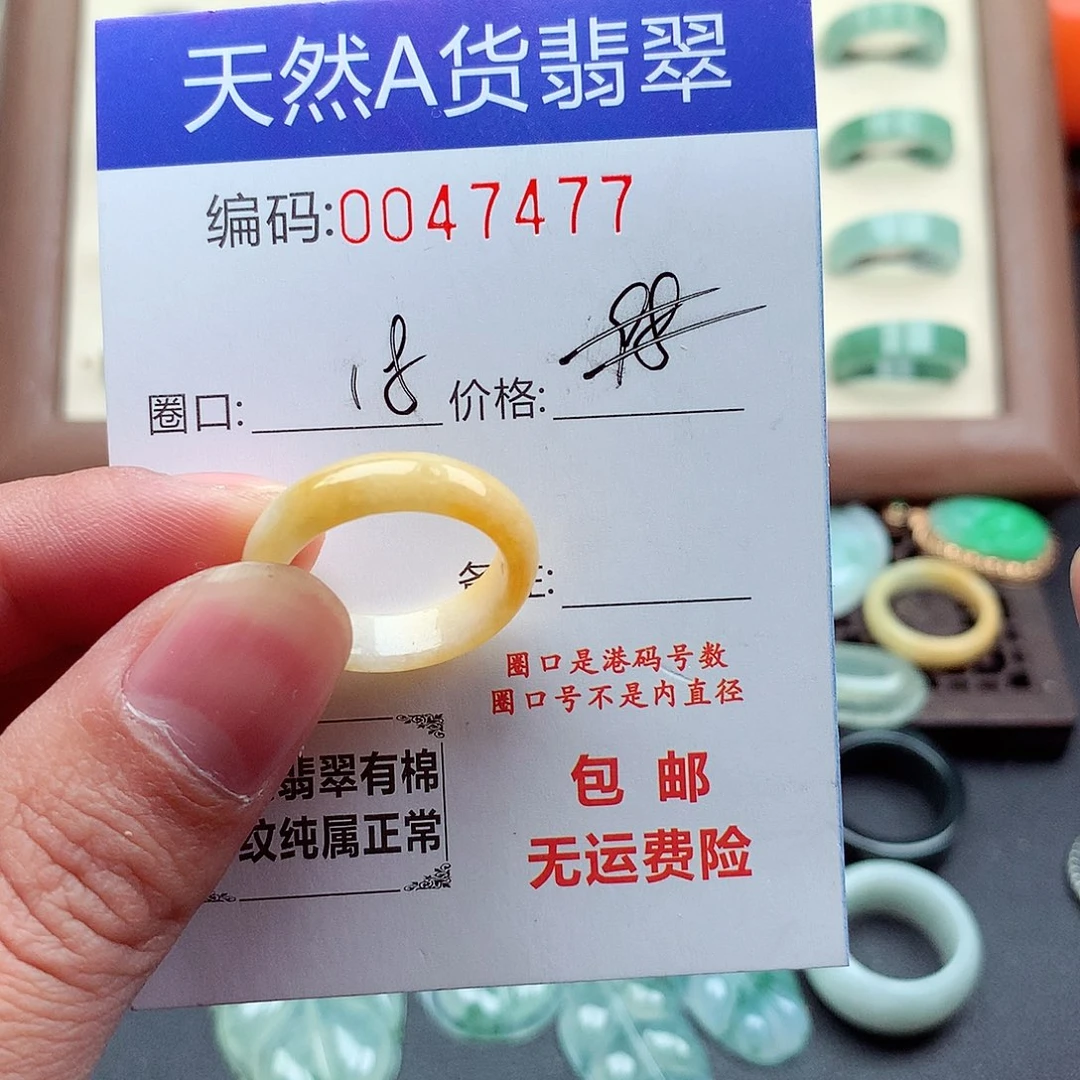 天然A货翡翠
编码:0047477
圈口: 18 价格:
圈口是港码号数
圈口号不是内直径
翡翠有棉
纹纯属正常
包邮
无运费险